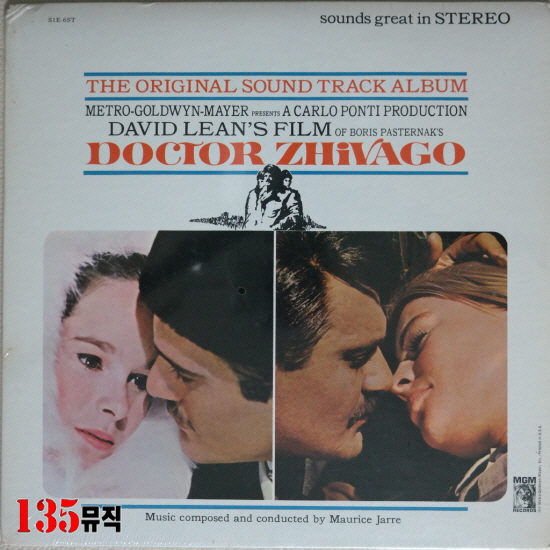 S1E-6ST
sounds great in STEREO
THE ORIGINAL SOUND TRACK ALBUM
METRO-GOLDWYN-MAYER PRESENTS A CARLO PONTI PRODUCTION
DAVID LEAN'S FILM OF BORIS PASTERNAK'S
DOCTOR ZHiVAGO
MGM
RECORDS
135뮤직
Music composed and conducted by Maurice Jarre